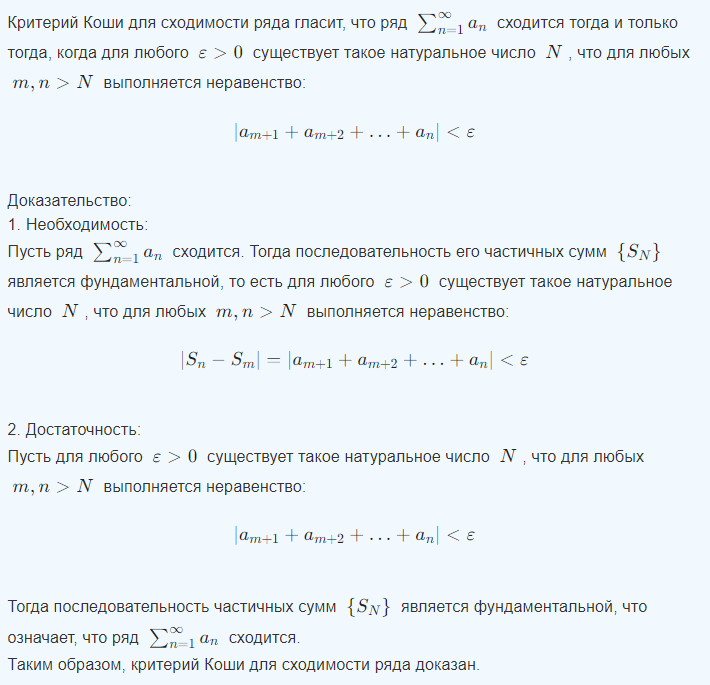 Критерий Коши для сходимости ряда гласит, что ряд $\sum_{n=1}^{\infty} a_n$ сходится тогда и только
тогда, когда для любого $\varepsilon > 0$ существует такое натуральное число $N$ , что для любых
$m, n > N$ выполняется неравенство:
$|a_{m+1} + a_{m+2} + \ldots + a_n| < \varepsilon$
Доказательство:
1. Необходимость:
Пусть ряд $\sum_{n=1}^{\infty} a_n$ сходится. Тогда последовательность его частичных сумм $\{S_N\}$
является фундаментальной, то есть для любого $\varepsilon > 0$ существует такое натуральное
число $N$ , что для любых $m, n > N$ выполняется неравенство:
$|S_n - S_m| = |a_{m+1} + a_{m+2} + \ldots + a_n| < \varepsilon$
2. Достаточность:
Пусть для любого $\varepsilon > 0$ существует такое натуральное число $N$ , что для любых
$m, n > N$ выполняется неравенство:
$|a_{m+1} + a_{m+2} + \ldots + a_n| < \varepsilon$
Тогда последовательность частичных сумм $\{S_N\}$ является фундаментальной, что
означает, что ряд $\sum_{n=1}^{\infty} a_n$ сходится.
Таким образом, критерий Коши для сходимости ряда доказан.